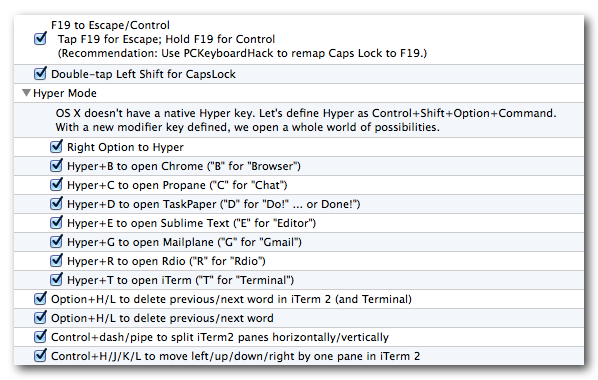 F19 to Escape/Control
Tap F19 for Escape; Hold F19 for Control
(Recommendation: Use PCKeyboardHack to remap Caps Lock to F19.)
Double-tap Left Shift for CapsLock
Hyper Mode
OS X doesn't have a native Hyper key. Let's define Hyper as Control+Shift+Option+Command.
With a new modifier key defined, we open a whole world of possibilities.
Right Option to Hyper
Hyper+B to open Chrome ("B" for "Browser")
Hyper+C to open Propane ("C" for "Chat")
Hyper+D to open TaskPaper ("D" for "Do!" ... or Done!")
Hyper+E to open Sublime Text ("E" for "Editor")
Hyper+G to open Mailplane ("G" for "Gmail")
Hyper+R to open Rdio ("R" for "Rdio")
Hyper+T to open iTerm ("T" for "Terminal")
Option+H/L to delete previous/next word in iTerm 2 (and Terminal)
Option+H/L to delete previous/next word
Control+dash/pipe to split iTerm2 panes horizontally/vertically
Control+H/J/K/L to move left/up/down/right by one pane in iTerm 2